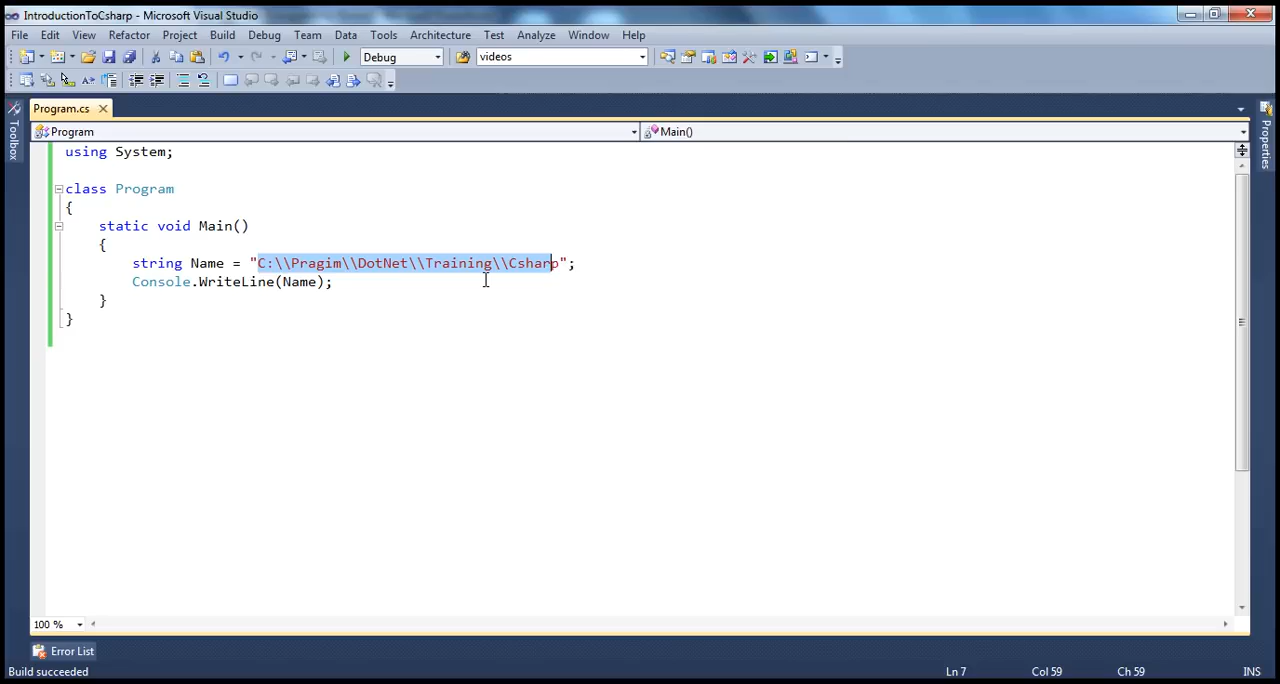 IntroductionToCsharp - Microsoft Visual Studio
File Edit View Refactor Project Build Debug Team Data Tools Architecture Test Analyze Window Help
Debug videos
Program.cs
Program Main()
Toolbox
Properties
using System;
class Program
{
static void Main()
{
string Name = "C:\\Pragim\\DotNet\\Training\\Csharp";
Console.WriteLine(Name);
}
}
100 %
Error List
Build succeeded Ln 7 Col 59 Ch 59 INS